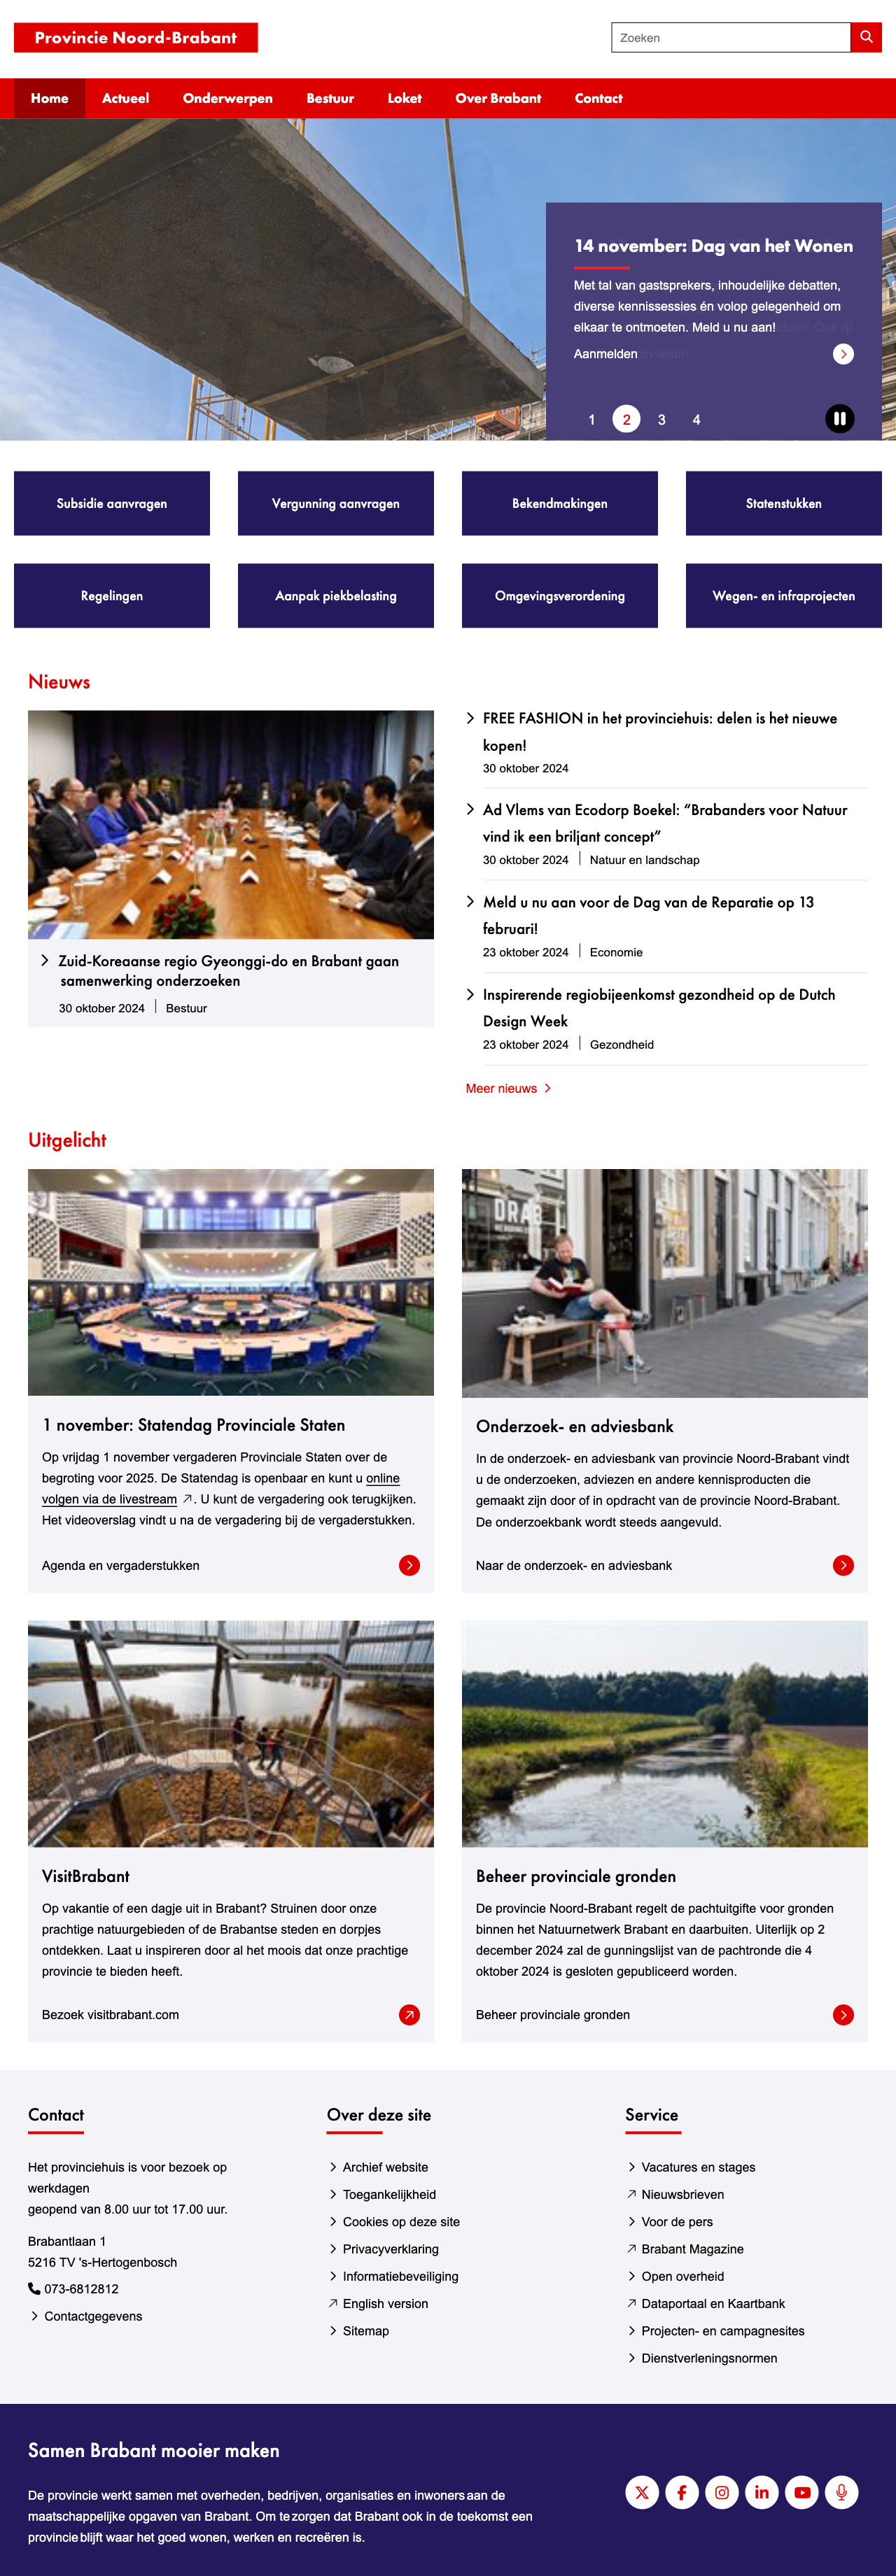 Provincie Noord-Brabant
Zoeken
Home
Actueel
Onderwerpen
Bestuur
Loket
Over Brabant
Contact
14 november: Dag van het Wonen
Met tal van gastsprekers, inhoudelijke debatten,
diverse kennissessies én volop gelegenheid om
elkaar te ontmoeten. Meld u nu aan!
Aanmelden
1 2 3 4
Subsidie aanvragen
Vergunning aanvragen
Bekendmakingen
Statenstukken
Regelingen
Aanpak piekbelasting
Omgevingsverordening
Wegen- en infraprojecten
Nieuws
Zuid-Koreaanse regio Gyeonggi-do en Brabant gaan
samenwerking onderzoeken
30 oktober 2024 | Bestuur
FREE FASHION in het provinciehuis: delen is het nieuwe
kopen!
30 oktober 2024
Ad Vlems van Ecodorp Boekel: “Brabanders voor Natuur
vind ik een briljant concept”
30 oktober 2024 | Natuur en landschap
Meld u nu aan voor de Dag van de Reparatie op 13
februari!
23 oktober 2024 | Economie
Inspirerende regiobijeenkomst gezondheid op de Dutch
Design Week
23 oktober 2024 | Gezondheid
Meer nieuws
Uitgelicht
1 november: Statendag Provinciale Staten
Op vrijdag 1 november vergaderen Provinciale Staten over de
begroting voor 2025. De Statendag is openbaar en kunt u online
volgen via de livestream . U kunt de vergadering ook terugkijken.
Het videoverslag vindt u na de vergadering bij de vergaderstukken.
Agenda en vergaderstukken
DRAB
Onderzoek- en adviesbank
In de onderzoek- en adviesbank van provincie Noord-Brabant vindt
u de onderzoeken, adviezen en andere kennisproducten die
gemaakt zijn door of in opdracht van de provincie Noord-Brabant.
De onderzoekbank wordt steeds aangevuld.
Naar de onderzoek- en adviesbank
VisitBrabant
Op vakantie of een dagje uit in Brabant? Struinen door onze
prachtige natuurgebieden of de Brabantse steden en dorpjes
ontdekken. Laat u inspireren door al het moois dat onze prachtige
provincie te bieden heeft.
Bezoek visitbrabant.com
Beheer provinciale gronden
De provincie Noord-Brabant regelt de pachtuitgifte voor gronden
binnen het Natuurnetwerk Brabant en daarbuiten. Uiterlijk op 2
december 2024 zal de gunningslijst van de pachtronde die 4
oktober 2024 is gesloten gepubliceerd worden.
Beheer provinciale gronden
Contact
Het provinciehuis is voor bezoek op
werkdagen
geopend van 8.00 uur tot 17.00 uur.
Brabantlaan 1
5216 TV 's-Hertogenbosch
073-6812812
Contactgegevens
Over deze site
Archief website
Toegankelijkheid
Cookies op deze site
Privacyverklaring
Informatiebeveiliging
English version
Sitemap
Service
Vacatures en stages
Nieuwsbrieven
Voor de pers
Brabant Magazine
Open overheid
Dataportaal en Kaartbank
Projecten- en campagnesites
Dienstverleningsnormen
Samen Brabant mooier maken
De provincie werkt samen met overheden, bedrijven, organisaties en inwoners aan de
maatschappelijke opgaven van Brabant. Om te zorgen dat Brabant ook in de toekomst een
provincie blijft waar het goed wonen, werken en recreëren is.